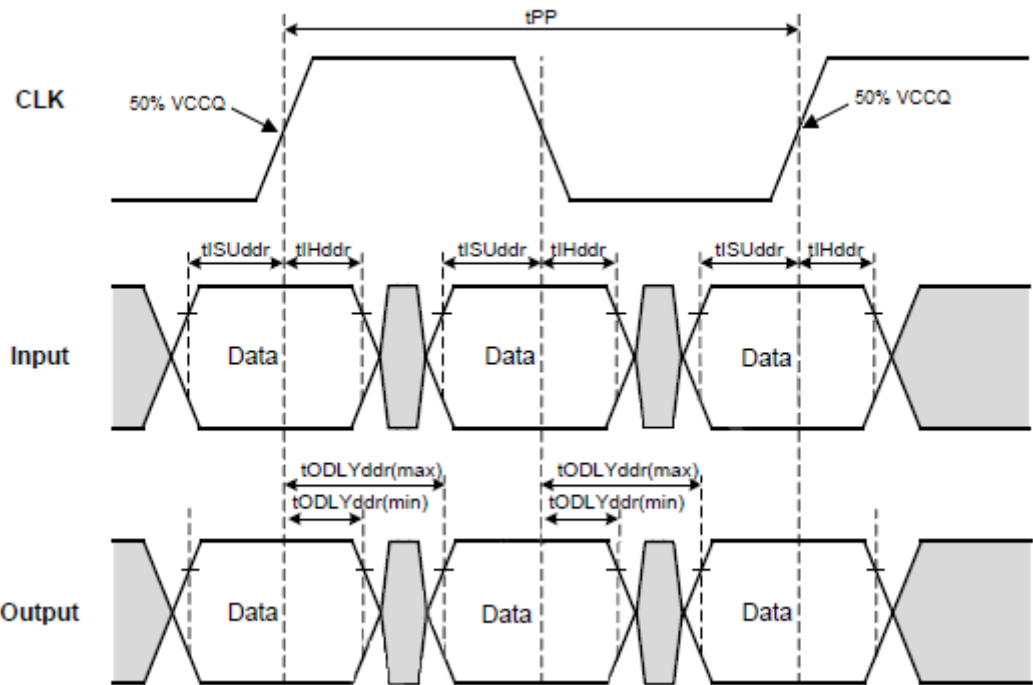 tPP
CLK
50% VCCQ
50% VCCQ
tISUddr tIHddr tISUddr tIHddr tISUddr tIHddr
Input
Data Data Data
tODLYddr(max) tODLYddr(max)
tODLYddr(min) tODLYddr(min)
Output
Data Data Data